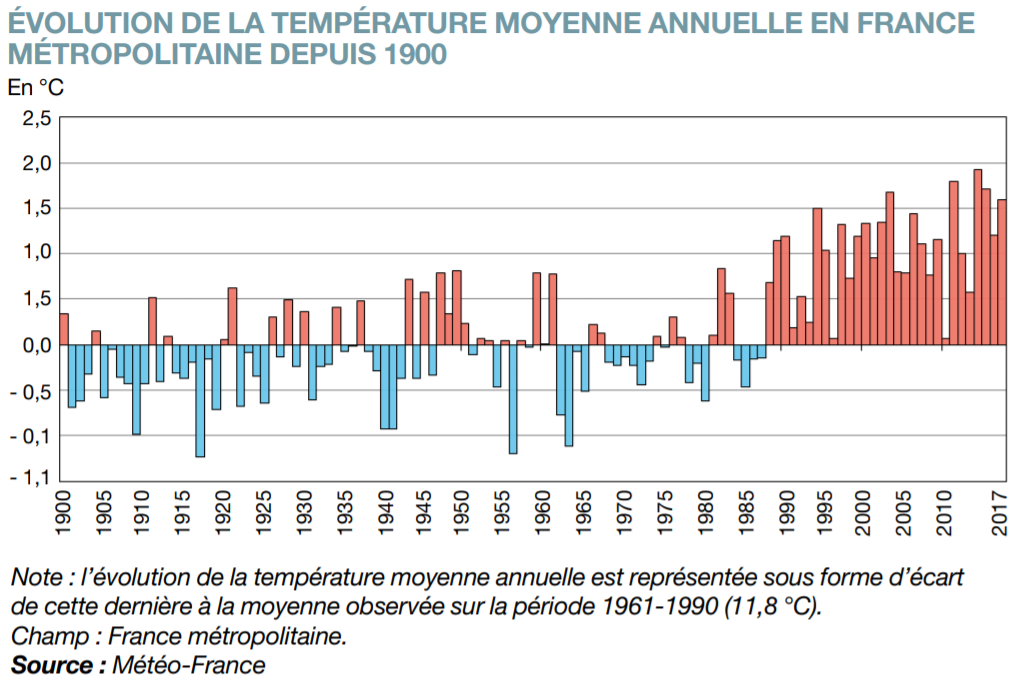 ÉVOLUTION DE LA TEMPÉRATURE MOYENNE ANNUELLE EN FRANCE
MÉTROPOLITAINE DEPUIS 1900
En °C
2,5
2,0
1,5
1,0
1,5
0,0
- 0,5
- 0,1
- 1,1
1900 1905 1910 1915 1920 1925 1930 1935 1940 1945 1950 1955 1960 1965 1970 1975 1980 1985 1990 1995 2000 2005 2010 2017
Note : l’évolution de la température moyenne annuelle est représentée sous forme d’écart
de cette dernière à la moyenne observée sur la période 1961-1990 (11,8 °C).
Champ : France métropolitaine.
Source : Météo-France